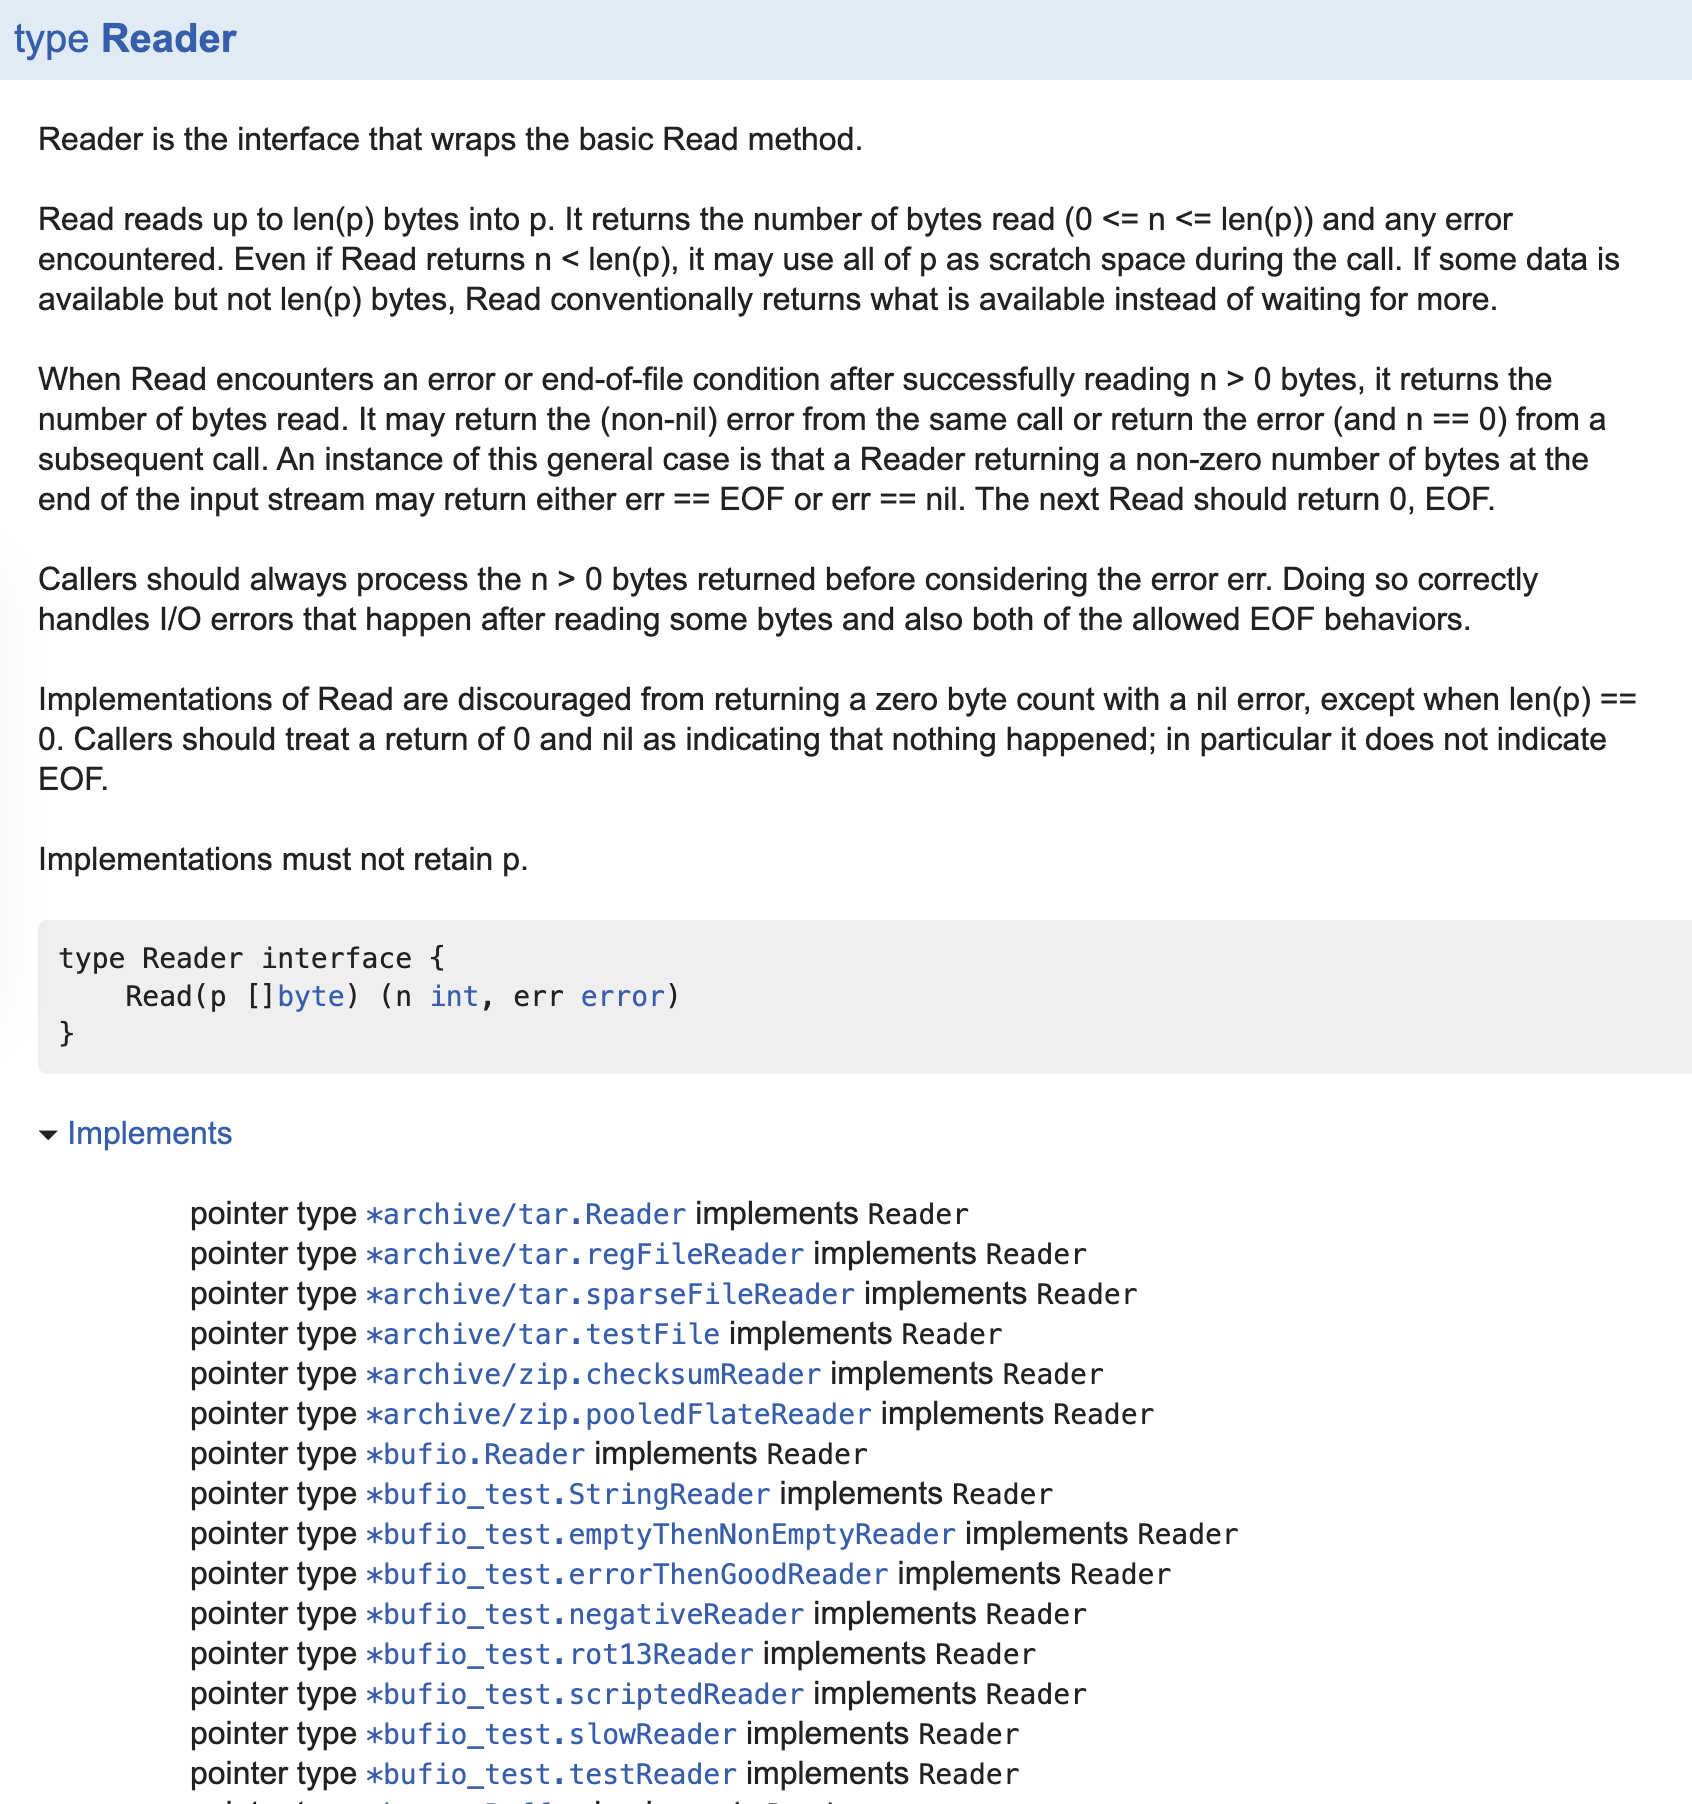 type Reader
Reader is the interface that wraps the basic Read method.
Read reads up to len(p) bytes into p. It returns the number of bytes read (0 <= n <= len(p)) and any error
encountered. Even if Read returns n < len(p), it may use all of p as scratch space during the call. If some data is
available but not len(p) bytes, Read conventionally returns what is available instead of waiting for more.
When Read encounters an error or end-of-file condition after successfully reading n > 0 bytes, it returns the
number of bytes read. It may return the (non-nil) error from the same call or return the error (and n == 0) from a
subsequent call. An instance of this general case is that a Reader returning a non-zero number of bytes at the
end of the input stream may return either err == EOF or err == nil. The next Read should return 0, EOF.
Callers should always process the n > 0 bytes returned before considering the error err. Doing so correctly
handles I/O errors that happen after reading some bytes and also both of the allowed EOF behaviors.
Implementations of Read are discouraged from returning a zero byte count with a nil error, except when len(p) ==
0. Callers should treat a return of 0 and nil as indicating that nothing happened; in particular it does not indicate
EOF.
Implementations must not retain p.
type Reader interface {
    Read(p []byte) (n int, err error)
}
Implements
pointer type *archive/tar.Reader implements Reader
pointer type *archive/tar.regFileReader implements Reader
pointer type *archive/tar.sparseFileReader implements Reader
pointer type *archive/tar.testFile implements Reader
pointer type *archive/zip.checksumReader implements Reader
pointer type *archive/zip.pooledFlateReader implements Reader
pointer type *bufio.Reader implements Reader
pointer type *bufio_test.StringReader implements Reader
pointer type *bufio_test.emptyThenNonEmptyReader implements Reader
pointer type *bufio_test.errorThenGoodReader implements Reader
pointer type *bufio_test.negativeReader implements Reader
pointer type *bufio_test.rot13Reader implements Reader
pointer type *bufio_test.scriptedReader implements Reader
pointer type *bufio_test.slowReader implements Reader
pointer type *bufio_test.testReader implements Reader